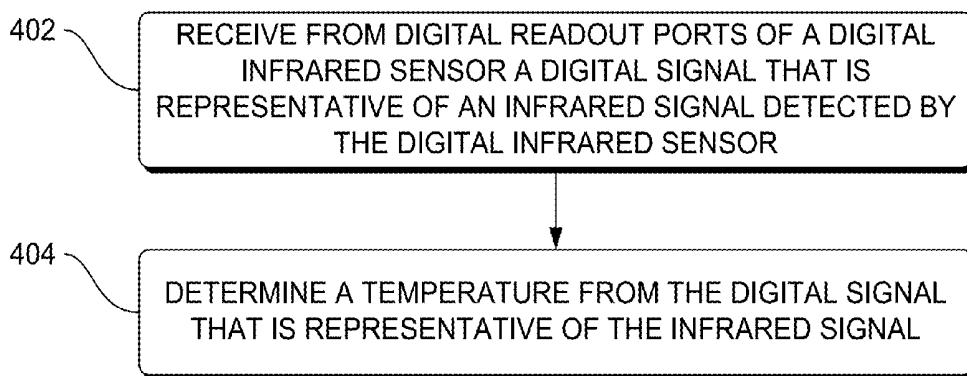 402
RECEIVE FROM DIGITAL READOUT PORTS OF A DIGITAL
INFRARED SENSOR A DIGITAL SIGNAL THAT IS
REPRESENTATIVE OF AN INFRARED SIGNAL DETECTED BY
THE DIGITAL INFRARED SENSOR
404
DETERMINE A TEMPERATURE FROM THE DIGITAL SIGNAL
THAT IS REPRESENTATIVE OF THE INFRARED SIGNAL